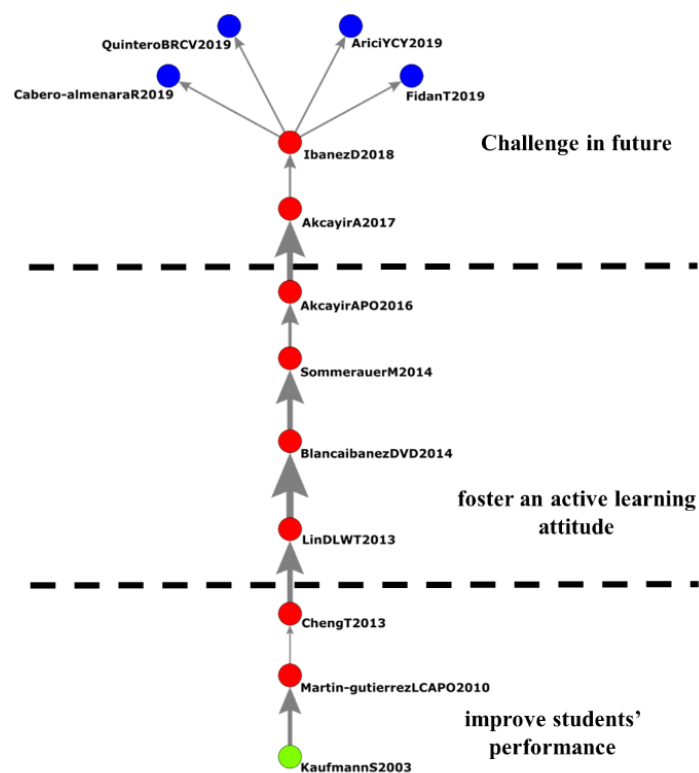 QuinteroBRCV2019
AriciYCY2019
Cabero-almenaraR2019
FidanT2019
Challenge in future
IbanezD2018
AkcayirA2017
AkcayirAPO2016
SommerauerM2014
BlancaibanezDVD2014
foster an active learning
attitude
LinDLWT2013
ChengT2013
Martin-gutierrezLCAPO2010
improve students’
performance
KaufmannS2003